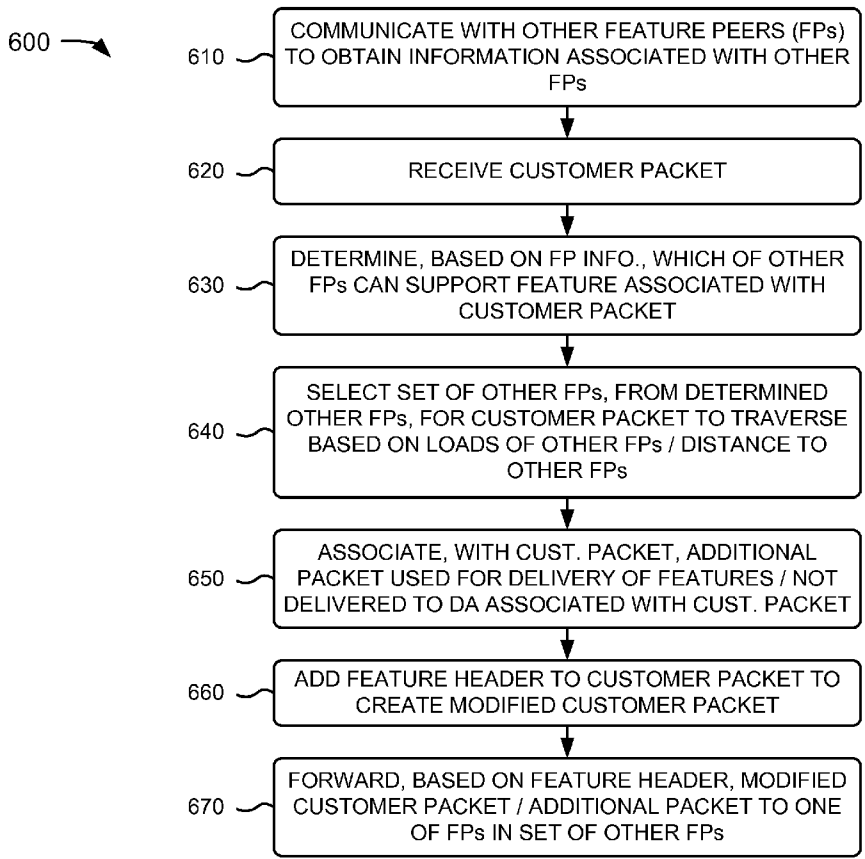 600
610
COMMUNICATE WITH OTHER FEATURE PEERS (FPs)
TO OBTAIN INFORMATION ASSOCIATED WITH OTHER
FPs
620
RECEIVE CUSTOMER PACKET
630
DETERMINE, BASED ON FP INFO., WHICH OF OTHER
FPs CAN SUPPORT FEATURE ASSOCIATED WITH
CUSTOMER PACKET
640
SELECT SET OF OTHER FPs, FROM DETERMINED
OTHER FPs, FOR CUSTOMER PACKET TO TRAVERSE
BASED ON LOADS OF OTHER FPs / DISTANCE TO
OTHER FPs
650
ASSOCIATE, WITH CUST. PACKET, ADDITIONAL
PACKET USED FOR DELIVERY OF FEATURES / NOT
DELIVERED TO DA ASSOCIATED WITH CUST. PACKET
660
ADD FEATURE HEADER TO CUSTOMER PACKET TO
CREATE MODIFIED CUSTOMER PACKET
670
FORWARD, BASED ON FEATURE HEADER, MODIFIED
CUSTOMER PACKET / ADDITIONAL PACKET TO ONE
OF FPs IN SET OF OTHER FPs